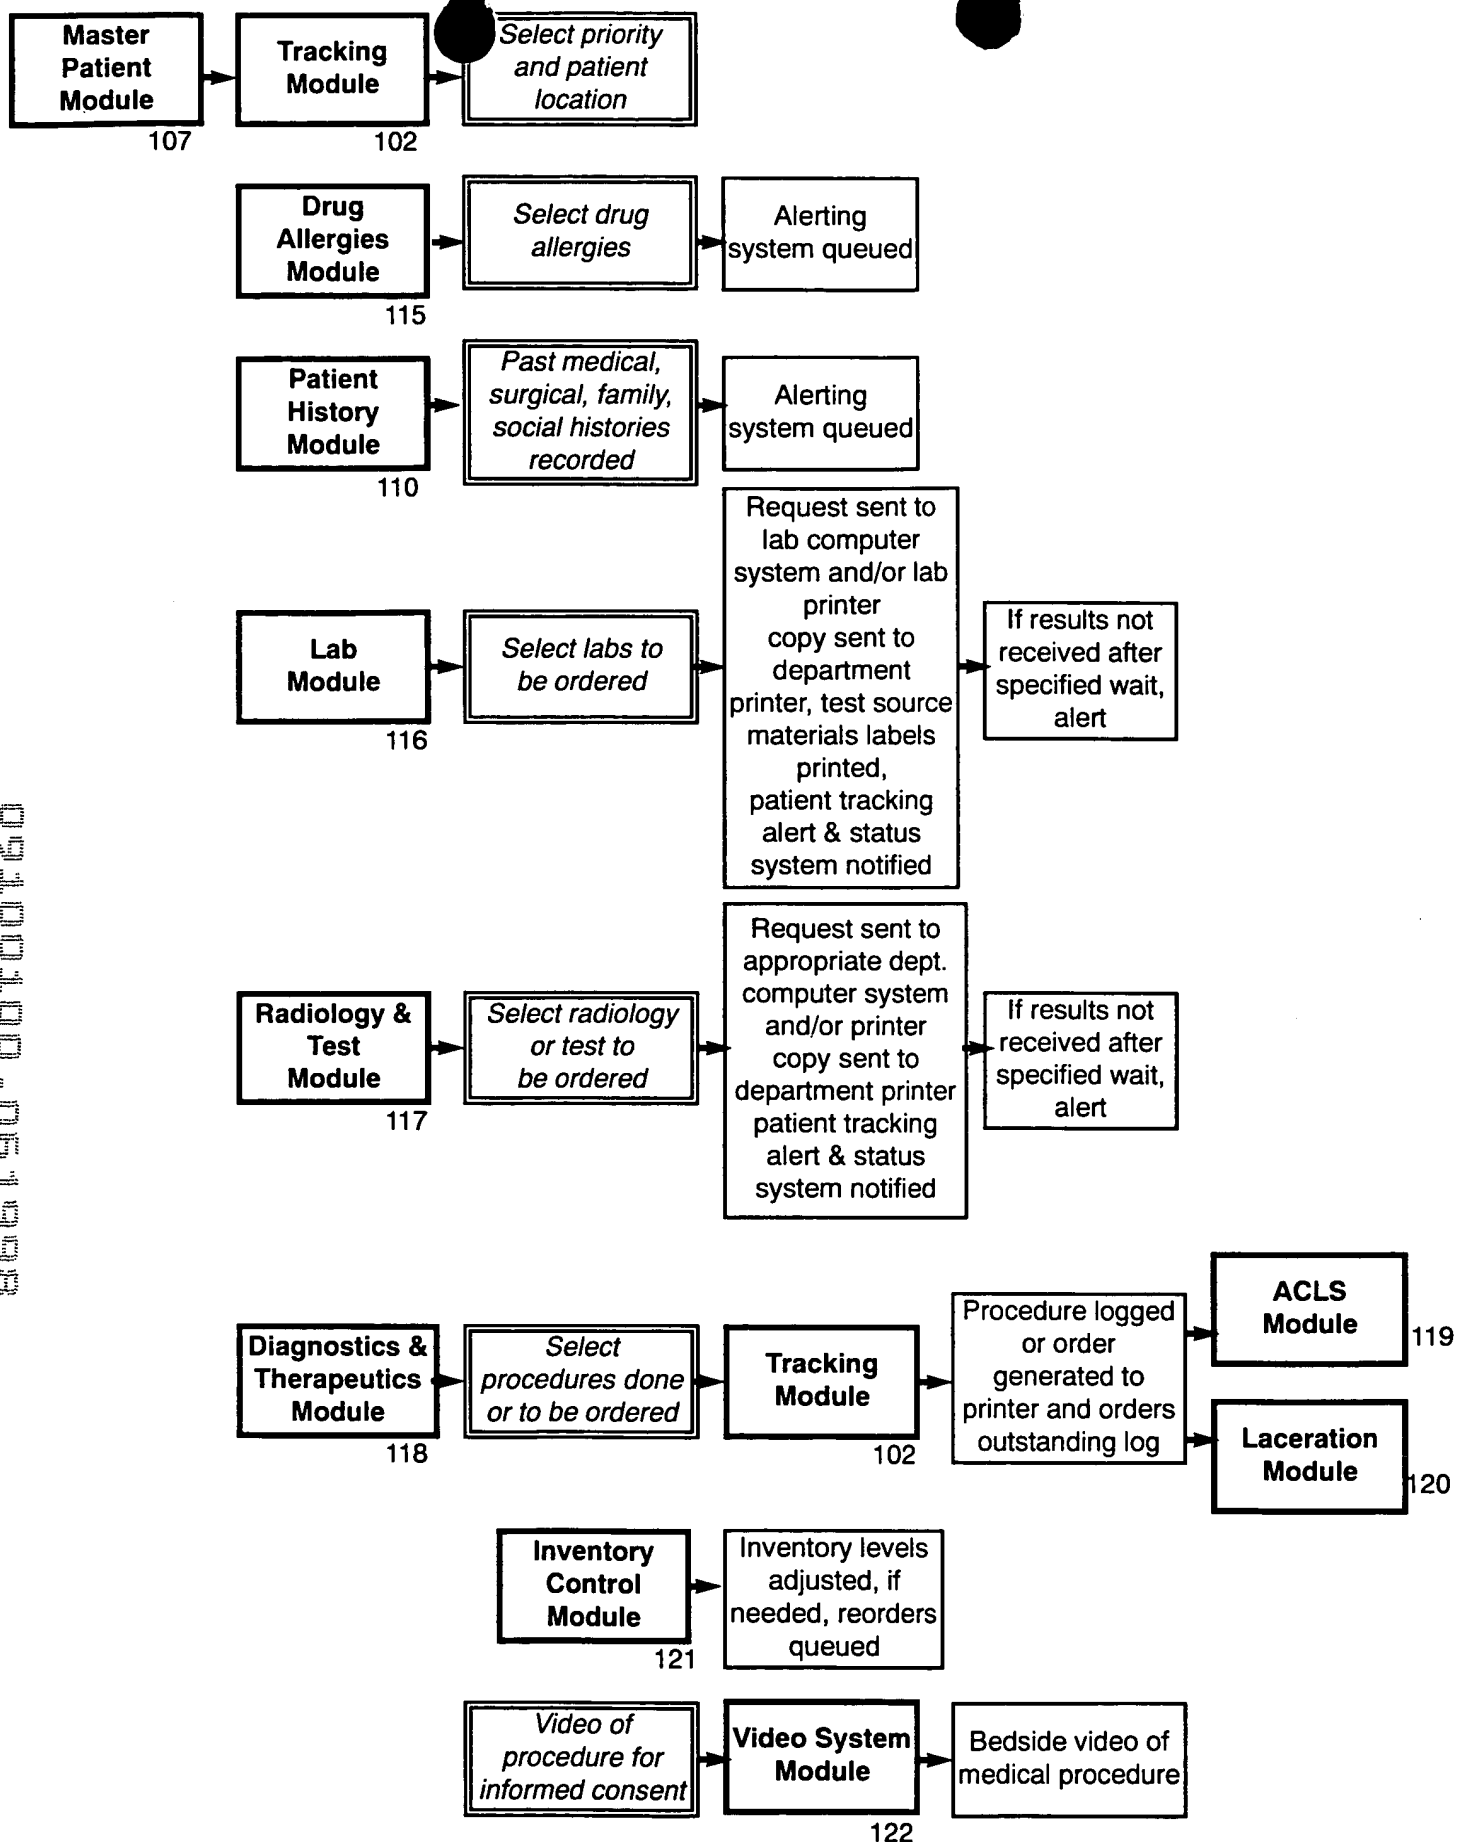 Master
Patient
Module
107
Tracking
Module
102
Select priority
and patient
location
Drug
Allergies
Module
115
Select drug
allergies
Alerting
system queued
Patient
History
Module
110
Past medical,
surgical, family,
social histories
recorded
Alerting
system queued
Lab
Module
116
Select labs to
be ordered
Request sent to
lab computer
system and/or lab
printer
copy sent to
department
printer, test source
materials labels
printed,
patient tracking
alert & status
system notified
If results not
received after
specified wait,
alert
Radiology &
Test
Module
117
Select radiology
or test to
be ordered
Request sent to
appropriate dept.
computer system
and/or printer
copy sent to
department printer
patient tracking
alert & status
system notified
If results not
received after
specified wait,
alert
Diagnostics &
Therapeutics
Module
118
Select
procedures done
or to be ordered
Tracking
Module
102
Procedure logged
or order
generated to
printer and orders
outstanding log
ACLS
Module
119
Laceration
Module
120
Inventory
Control
Module
121
Inventory levels
adjusted, if
needed, reorders
queued
Video of
procedure for
informed consent
Video System
Module
122
Bedside video of
medical procedure
09100100.061998